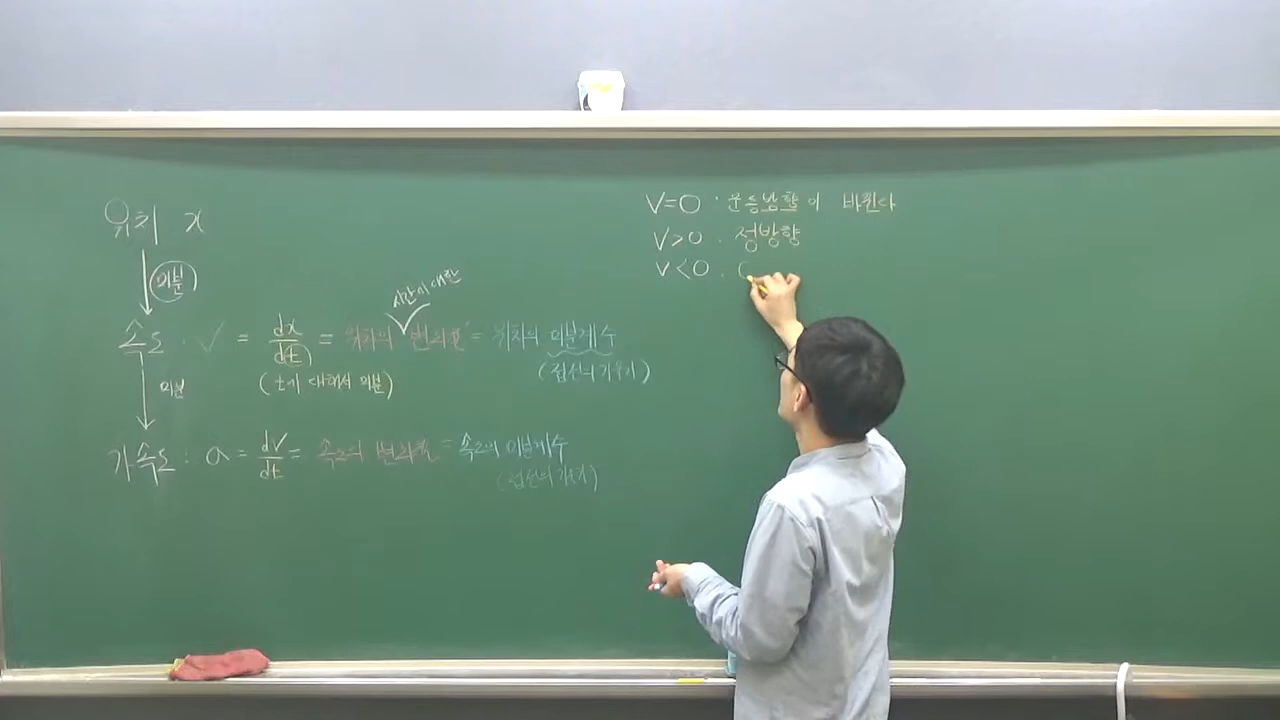 위치 x
미분
시간에 대한
속도 : v = dx/dt = 위치의 변화율 = 위치의 미분계수
(t에 대해서 미분)
(접선의 기울기)
미분
가속도 : a = dv/dt = 속도의 변화율 = 속도의 미분계수
(접선의 기울기)
V=0 : 운동방향이 바뀐다
V>0 : 정방향
V<0 :